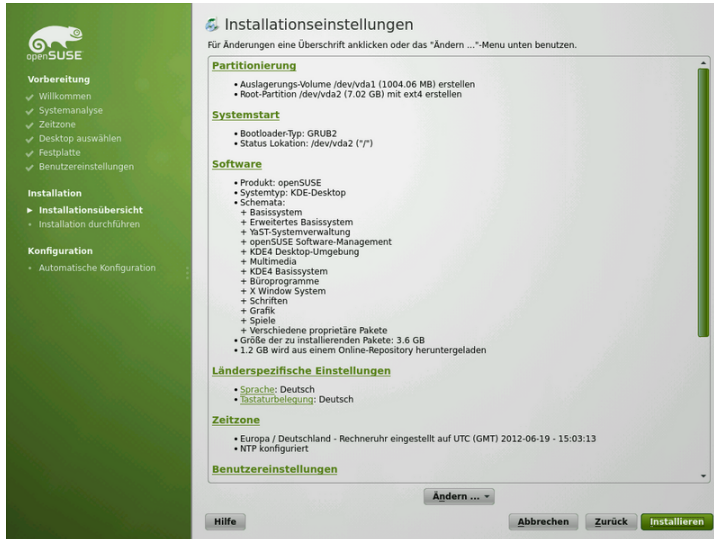 openSUSE
Vorbereitung
Willkommen
Systemanalyse
Zeitzone
Desktop auswählen
Festplatte
Benutzereinstellungen
Installation
Installationsübersicht
Installation durchführen
Konfiguration
Automatische Konfiguration
Installationseinstellungen
Für Änderungen eine Überschrift anklicken oder das "Ändern ..."-Menu unten benutzen.
Partitionierung
• Auslagerungs-Volume /dev/vda1 (1004.06 MB) erstellen
• Root-Partition /dev/vda2 (7.02 GB) mit ext4 erstellen
Systemstart
• Bootloader-Typ: GRUB2
• Status Lokation: /dev/vda2 ("/")
Software
• Produkt: openSUSE
• Systemtyp: KDE-Desktop
• Schemata:
+ Basissystem
+ Erweitertes Basissystem
+ YaST-Systemverwaltung
+ openSUSE Software-Management
+ KDE4 Desktop-Umgebung
+ Multimedia
+ KDE4 Basissystem
+ Büroprogramme
+ X Window System
+ Schriften
+ Grafik
+ Spiele
+ Verschiedene proprietäre Pakete
• Größe der zu installierenden Pakete: 3.6 GB
• 1.2 GB wird aus einem Online-Repository heruntergeladen
Länderspezifische Einstellungen
• Sprache: Deutsch
• Tastaturbelegung: Deutsch
Zeitzone
• Europa / Deutschland - Rechneruhr eingestellt auf UTC (GMT) 2012-06-19 - 15:03:13
• NTP konfiguriert
Benutzereinstellungen
Ändern ...
Hilfe
Abbrechen
Zurück
Installieren